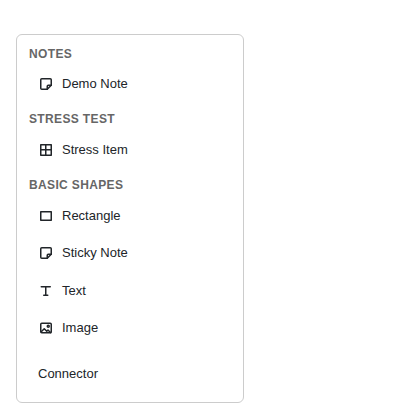 NOTES
Demo Note
STRESS TEST
Stress Item
BASIC SHAPES
Rectangle
Sticky Note
Text
Image
Connector